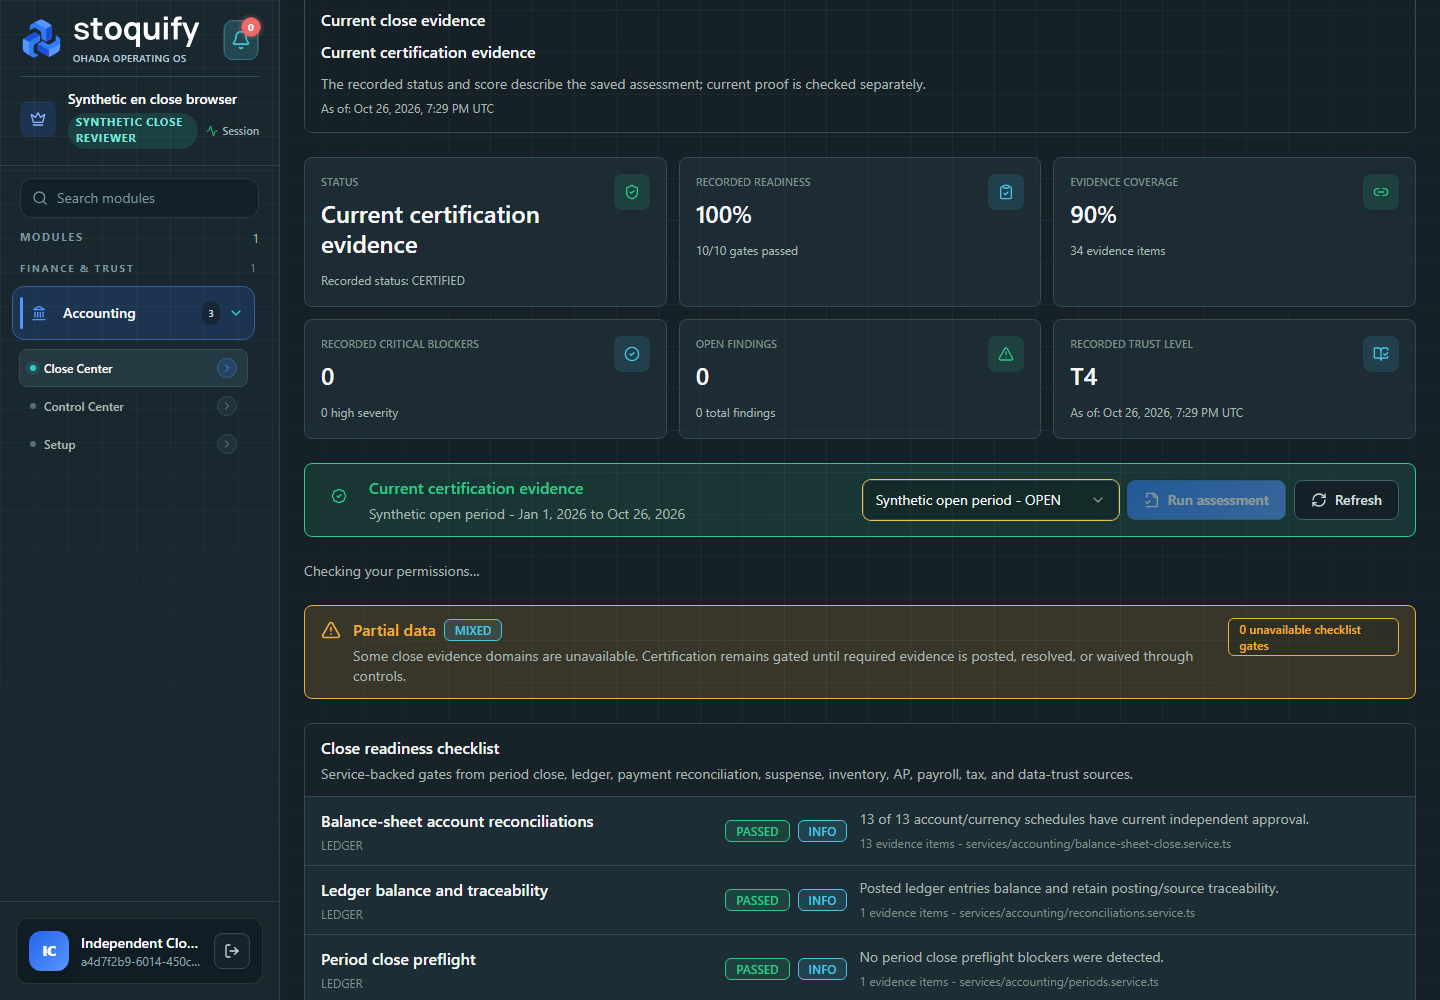 stoquify
OHADA OPERATING OS
0
Synthetic en close browser
SYNTHETIC CLOSE
REVIEWER
Session
Search modules
MODULES
1
FINANCE & TRUST
1
Accounting
3
Close Center
Control Center
Setup
IC
Independent Clo...
a4d7f2b9-6014-450c...
Current close evidence
Current certification evidence
The recorded status and score describe the saved assessment; current proof is checked separately.
As of: Oct 26, 2026, 7:29 PM UTC
STATUS
Current certification
evidence
Recorded status: CERTIFIED
RECORDED READINESS
100%
10/10 gates passed
EVIDENCE COVERAGE
90%
34 evidence items
RECORDED CRITICAL BLOCKERS
0
0 high severity
OPEN FINDINGS
0
0 total findings
RECORDED TRUST LEVEL
T4
As of: Oct 26, 2026, 7:29 PM UTC
Current certification evidence
Synthetic open period - Jan 1, 2026 to Oct 26, 2026
Synthetic open period - OPEN
Run assessment
Refresh
Checking your permissions...
Partial data
MIXED
Some close evidence domains are unavailable. Certification remains gated until required evidence is posted, resolved, or waived through
controls.
0 unavailable checklist
gates
Close readiness checklist
Service-backed gates from period close, ledger, payment reconciliation, suspense, inventory, AP, payroll, tax, and data-trust sources.
Balance-sheet account reconciliations
LEDGER
PASSED
INFO
13 of 13 account/currency schedules have current independent approval.
13 evidence items - services/accounting/balance-sheet-close.service.ts
Ledger balance and traceability
LEDGER
PASSED
INFO
Posted ledger entries balance and retain posting/source traceability.
1 evidence items - services/accounting/reconciliations.service.ts
Period close preflight
LEDGER
PASSED
INFO
No period close preflight blockers were detected.
1 evidence items - services/accounting/periods.service.ts